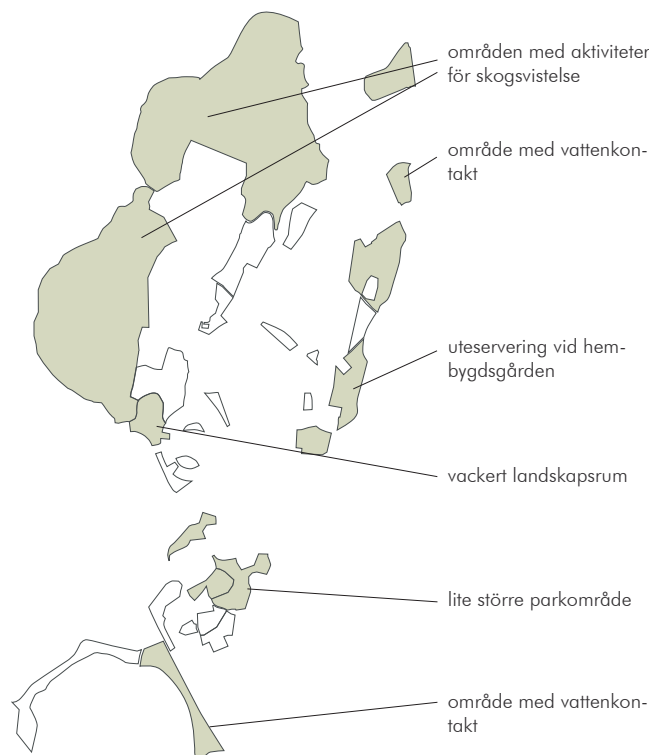 områden med aktiviteter
för skogsvistelse
område med vattenkon-
takt
uteservering vid hem-
bygdsgården
vackert landskapsrum
lite större parkområde
område med vattenkon-
takt